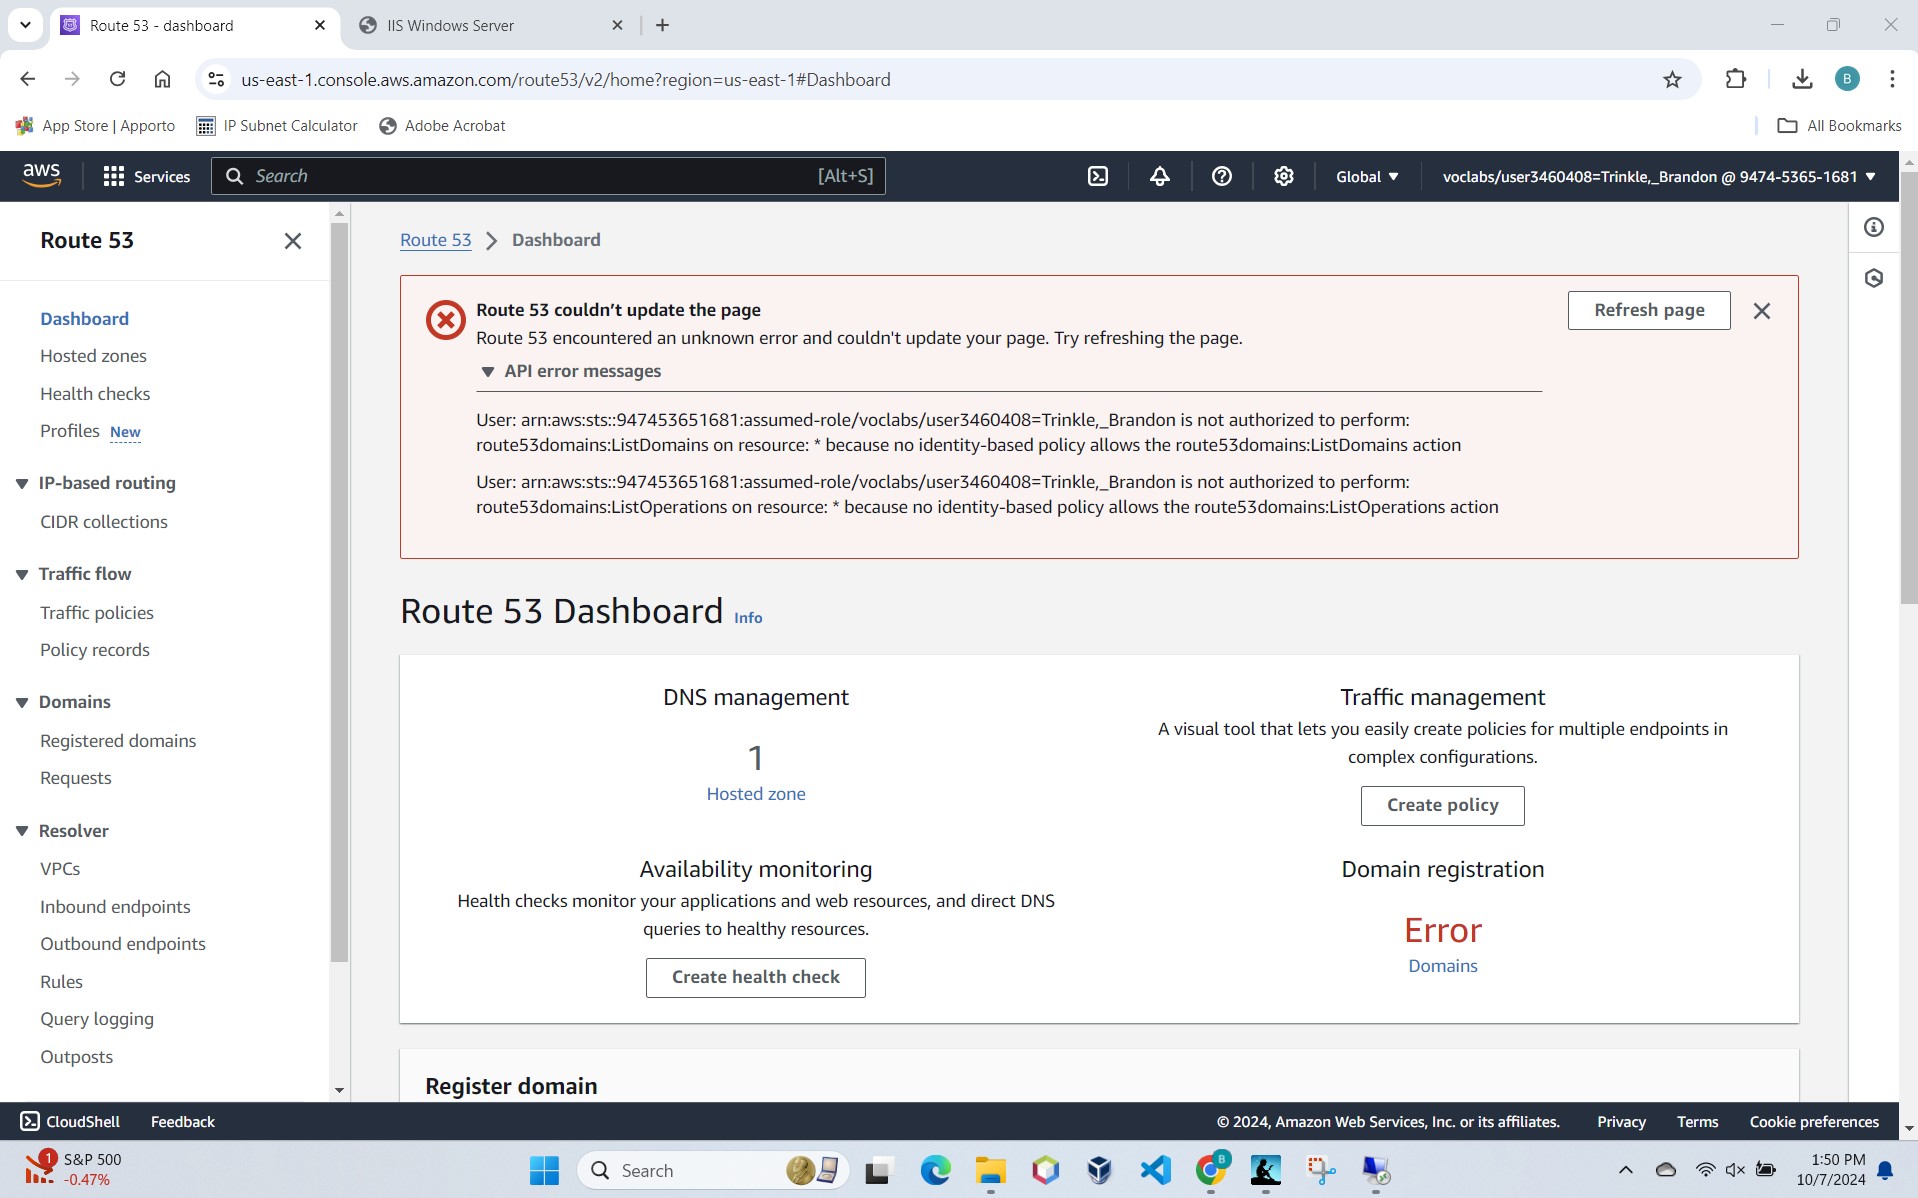 Route 53 - dashboard
IIS Windows Server
us-east-1.console.aws.amazon.com/route53/v2/home?region=us-east-1#Dashboard
B
App Store | Apporto
IP Subnet Calculator
Adobe Acrobat
All Bookmarks
aws
Services
Search
[Alt+S]
Global
voclabs/user3460408=Trinkle,_Brandon @ 9474-5365-1681
Route 53
Dashboard
Hosted zones
Health checks
Profiles New
IP-based routing
CIDR collections
Traffic flow
Traffic policies
Policy records
Domains
Registered domains
Requests
Resolver
VPCs
Inbound endpoints
Outbound endpoints
Rules
Query logging
Outposts
Route 53
Dashboard
Route 53 couldn’t update the page
Route 53 encountered an unknown error and couldn't update your page. Try refreshing the page.
Refresh page
API error messages
User: arn:aws:sts::947453651681:assumed-role/voclabs/user3460408=Trinkle,_Brandon is not authorized to perform:
route53domains:ListDomains on resource: * because no identity-based policy allows the route53domains:ListDomains action
User: arn:aws:sts::947453651681:assumed-role/voclabs/user3460408=Trinkle,_Brandon is not authorized to perform:
route53domains:ListOperations on resource: * because no identity-based policy allows the route53domains:ListOperations action
Route 53 Dashboard Info
DNS management
1
Hosted zone
Traffic management
A visual tool that lets you easily create policies for multiple endpoints in
complex configurations.
Create policy
Availability monitoring
Health checks monitor your applications and web resources, and direct DNS
queries to healthy resources.
Create health check
Domain registration
Error
Domains
Register domain
CloudShell
Feedback
© 2024, Amazon Web Services, Inc. or its affiliates.
Privacy
Terms
Cookie preferences
1
S&P 500
-0.47%
Search
B
1:50 PM
10/7/2024